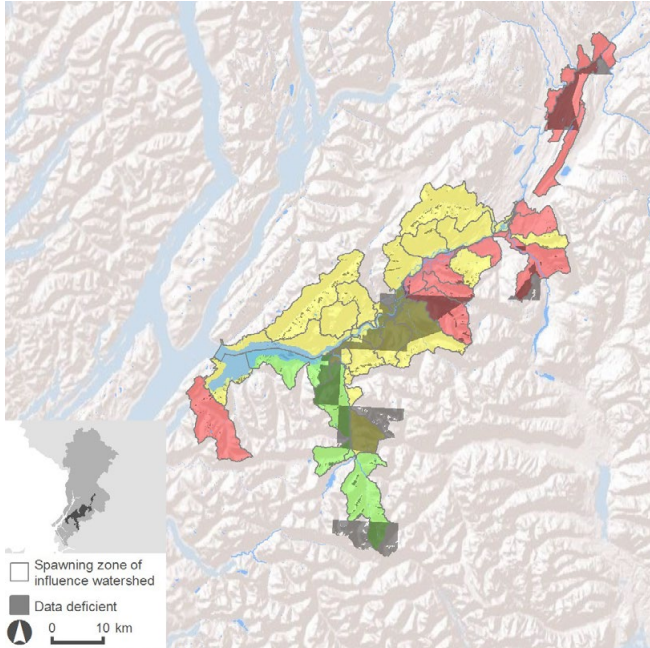 Spawning zone of
influence watershed
Data deficient
0 10 km